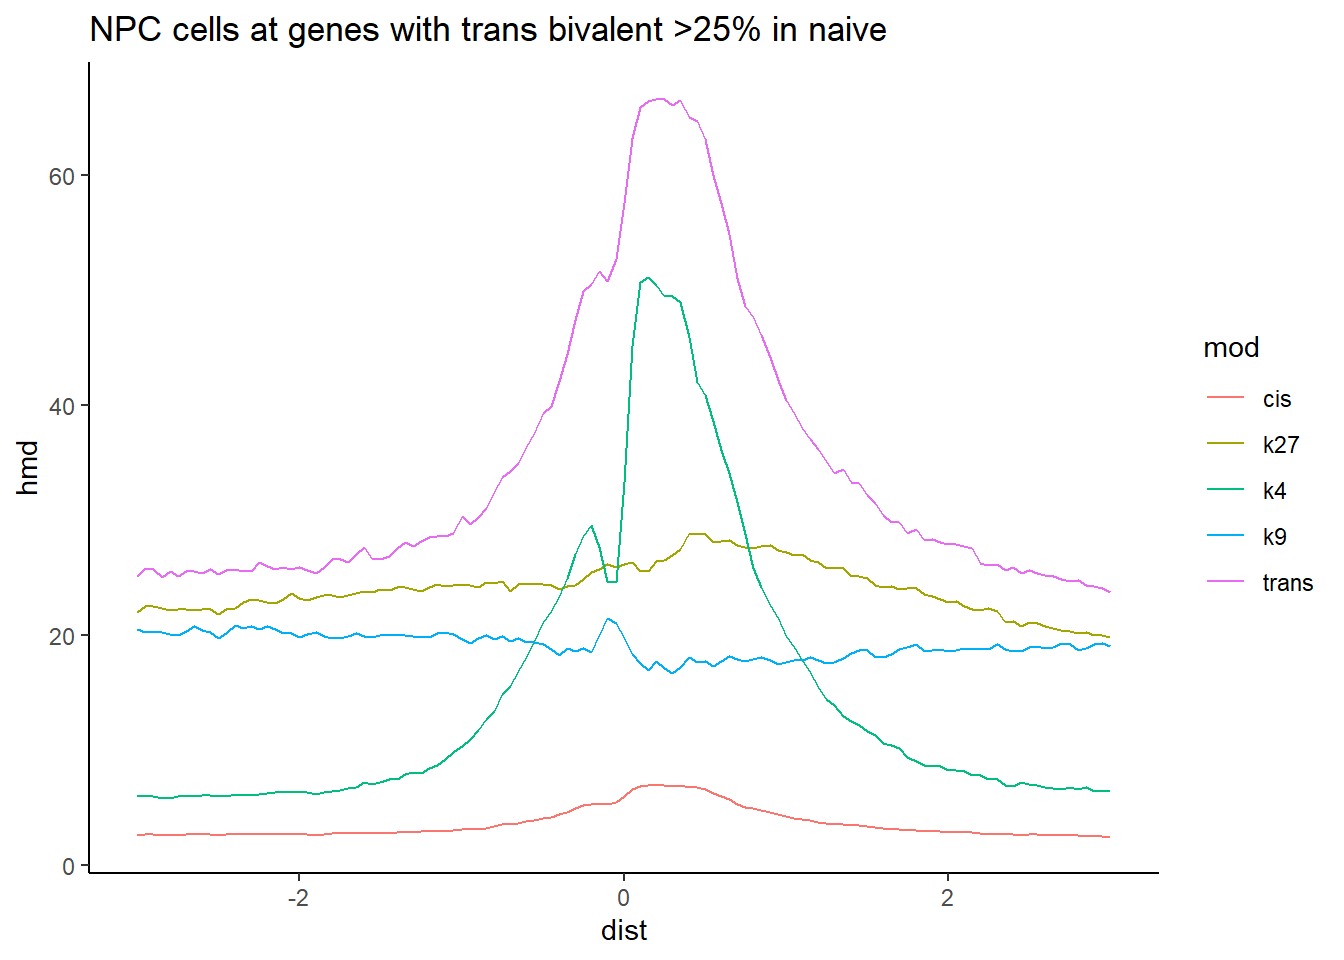 NPC cells at genes with trans bivalent >25% in naive
60
40
20
0
hmd
-2
0
2
dist
mod
cis
k27
k4
k9
trans